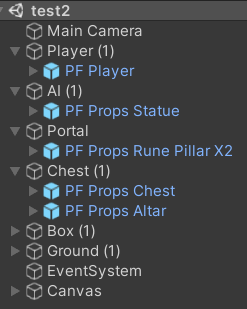 test2
Main Camera
Player (1)
PF Player
AI (1)
PF Props Statue
Portal
PF Props Rune Pillar X2
Chest (1)
PF Props Chest
PF Props Altar
Box (1)
Ground (1)
EventSystem
Canvas